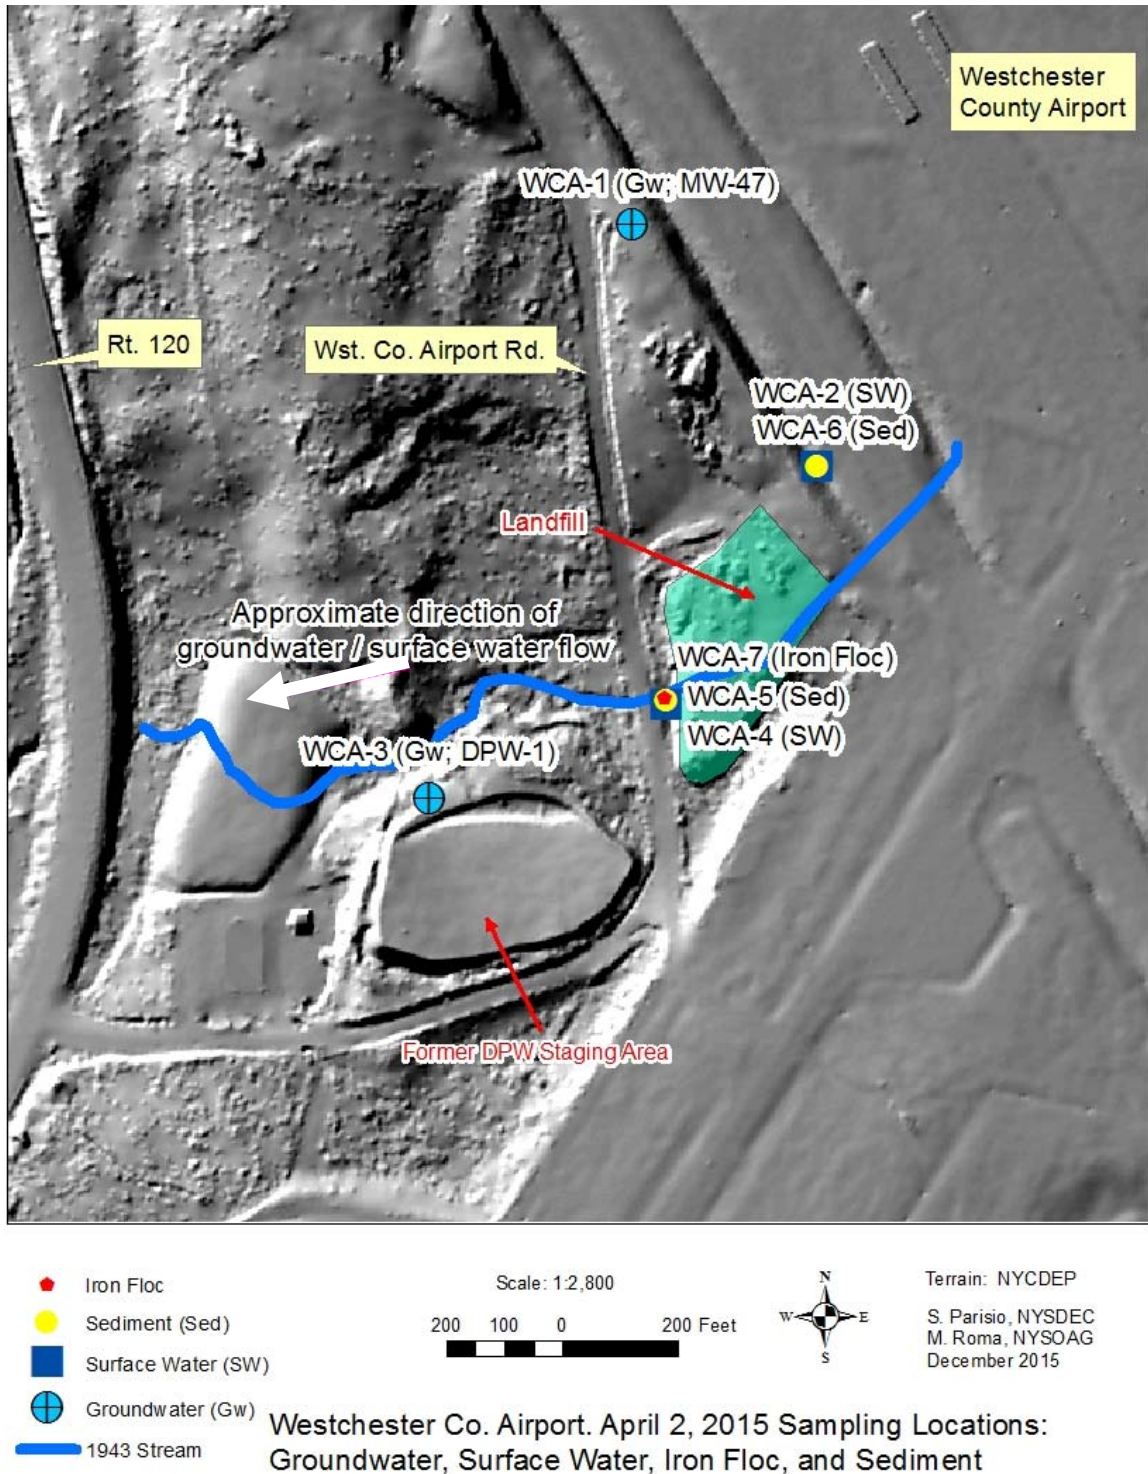 Westchester
County Airport
WCA-1 (Gw; MW-47)
Rt. 120
Wst. Co. Airport Rd.
WCA-2 (SW)
WCA-6 (Sed)
Landfill
Approximate direction of
groundwater / surface water flow
WCA-7 (Iron Floc)
WCA-5 (Sed)
WCA-4 (SW)
WCA-3 (Gw; DPW-1)
Former DPW Staging Area
Iron Floc
Sediment (Sed)
Surface Water (SW)
Groundwater (Gw)
1943 Stream
Scale: 1:2,800
200 100 0 200 Feet
N
W E
S
Terrain: NYCDEP
S. Parisio, NYSDEC
M. Roma, NYSOAG
December 2015
Westchester Co. Airport. April 2, 2015 Sampling Locations:
Groundwater, Surface Water, Iron Floc, and Sediment